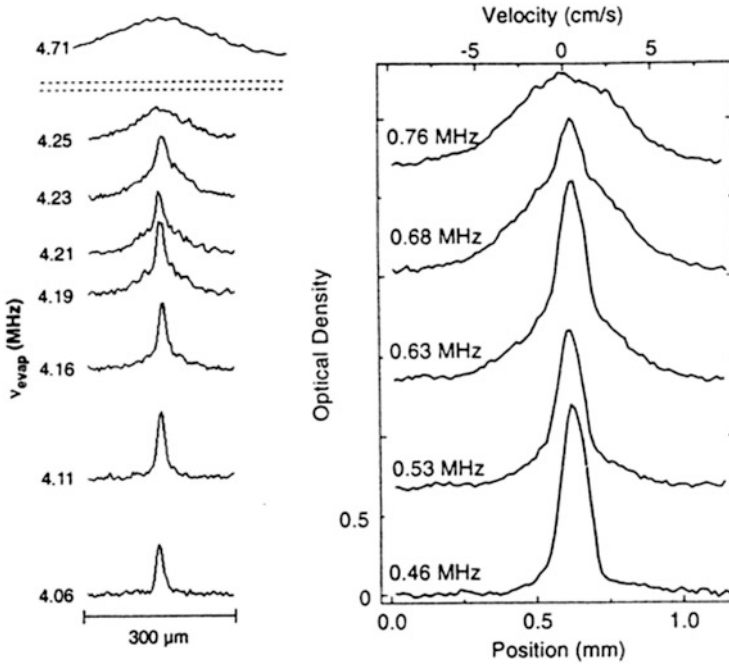 4.71
4.25
4.23
4.21
4.19
4.16
4.11
4.06
νevap (MHz)
300 µm
Velocity (cm/s)
-5 0 5
0.76 MHz
0.68 MHz
0.63 MHz
0.53 MHz
0.46 MHz
Optical Density
0.5
0
0.0 0.5 1.0
Position (mm)